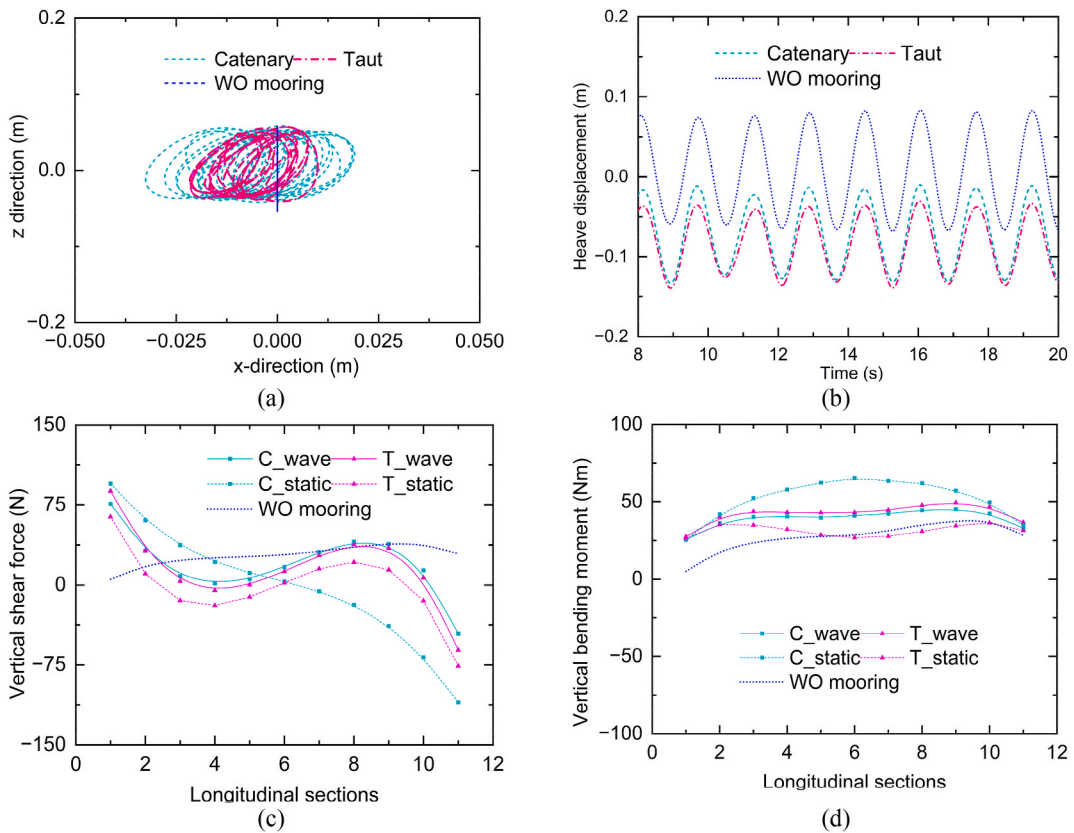 0.2
Catenary
Taut
WO mooring
z direction (m)
0.0
−0.2
−0.050
−0.025
0.000
0.025
0.050
x-direction (m)
(a)
0.2
Catenary
Taut
WO mooring
Heave displacement (m)
0.1
0.0
−0.1
−0.2
8
10
12
14
16
18
20
Time (s)
(b)
150
C_wave
T_wave
C_static
T_static
WO mooring
Vertical shear force (N)
75
0
−75
−150
0
2
4
6
8
10
12
Longitudinal sections
(c)
100
Vertical bending moment (Nm)
50
0
−50
−100
C_wave
T_wave
C_static
T_static
WO mooring
0
2
4
6
8
10
12
Longitudinal sections
(d)